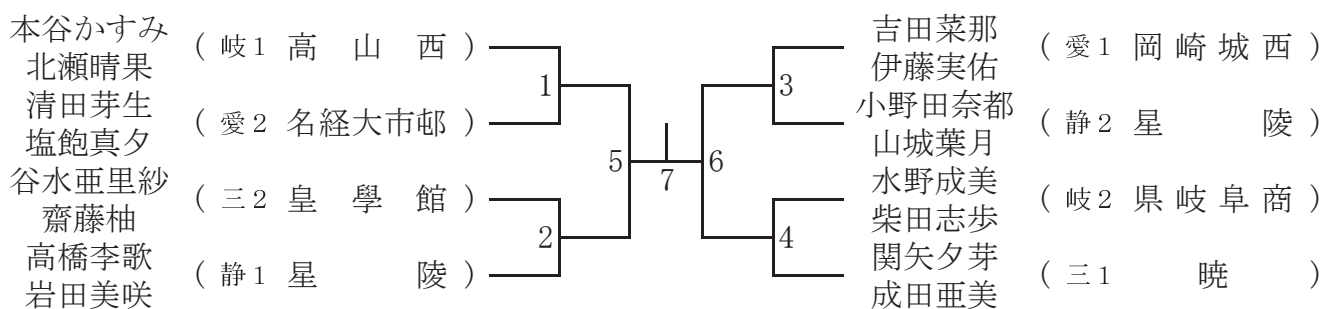 本谷かすみ
北瀬晴果
( 岐1 高山西 )
清田芽生
塩飽真夕
( 愛2 名経大市邨 )
谷水亜里紗
齋藤柚
( 三2 皇學館 )
高橋李歌
岩田美咲
( 静1 星陵 )
1
2
5
7
6
3
4
吉田菜那
伊藤実佑
( 愛1 岡崎城西 )
小野田奈都
山城葉月
( 静2 星陵 )
水野成美
柴田志歩
( 岐2 県岐阜商 )
関矢夕芽
成田亜美
( 三1 暁 )